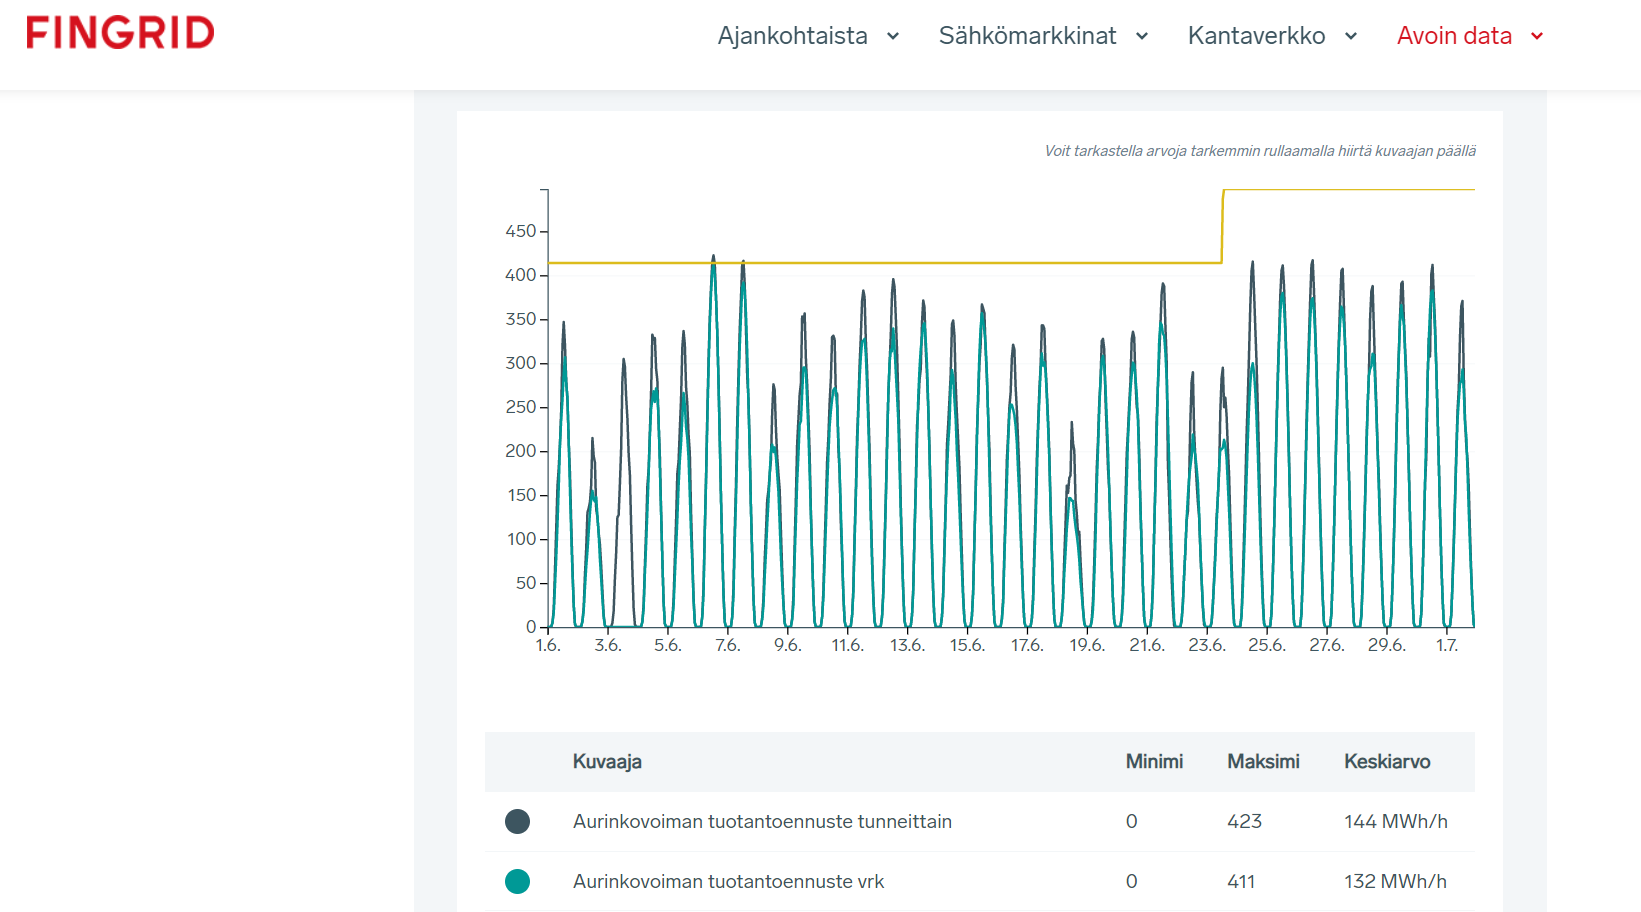 FINGRID
Ajankohtaista Sähkömarkkinat Kantaverkko Avoin data
Voit tarkastella arvoja tarkemmin rullaamalla hiirtä kuvaajan päällä
450
400
350
300
250
200
150
100
50
0
1.6. 3.6. 5.6. 7.6. 9.6. 11.6. 13.6. 15.6. 17.6. 19.6. 21.6. 23.6. 25.6. 27.6. 29.6. 1.7.
Kuvaaja Minimi Maksimi Keskiarvo
Aurinkovoiman tuotantoennuste tunneittain 0 423 144 MWh/h
Aurinkovoiman tuotantoennuste vrk 0 411 132 MWh/h